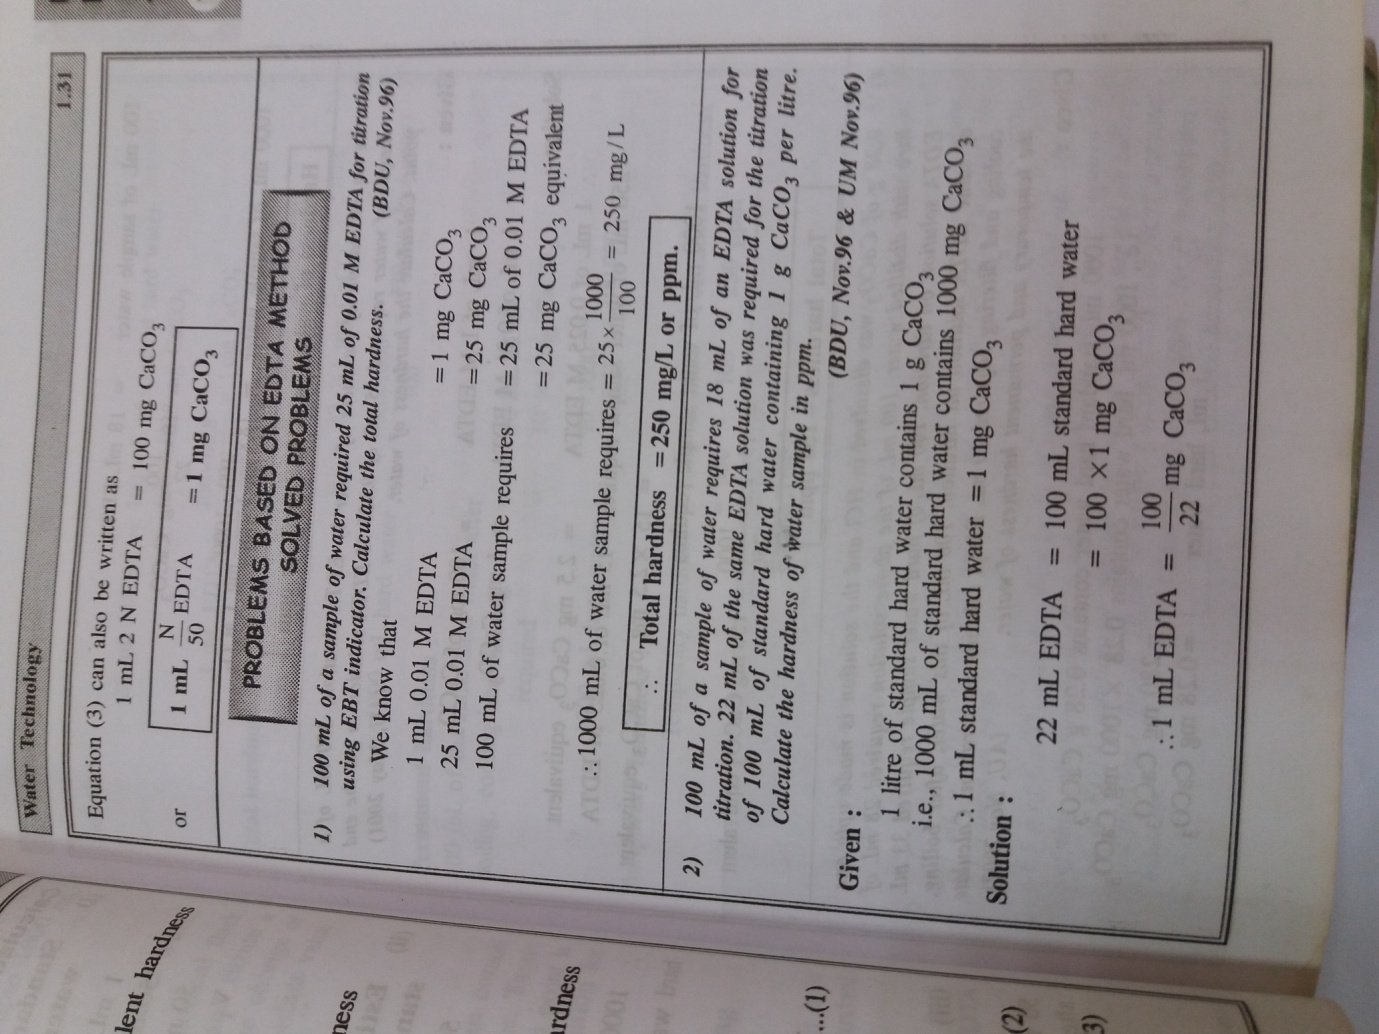 Water Technology 1.31
Equation (3) can also be written as
1 mL 2 N EDTA = 100 mg CaCO₃
or 1 mL N/50 EDTA = 1 mg CaCO₃
PROBLEMS BASED ON EDTA METHOD
SOLVED PROBLEMS
1) 100 mL of a sample of water required 25 mL of 0.01 M EDTA for titration
using EBT indicator. Calculate the total hardness. (BDU, Nov.96)
We know that
1 mL 0.01 M EDTA = 1 mg CaCO₃
25 mL 0.01 M EDTA = 25 mg CaCO₃
100 mL of water sample requires = 25 mL of 0.01 M EDTA
= 25 mg CaCO₃ equivalent
∴ 1000 mL of water sample requires = 25 × 1000/100 = 250 mg/L
∴ Total hardness = 250 mg/L or ppm.
2) 100 mL of a sample of water requires 18 mL of an EDTA solution for
titration. 22 mL of the same EDTA solution was required for the titration
of 100 mL of standard hard water containing 1 g CaCO₃ per litre.
Calculate the hardness of water sample in ppm.
(BDU, Nov.96 & UM Nov.96)
Given :
1 litre of standard hard water contains 1 g CaCO₃
i.e., 1000 mL of standard hard water contains 1000 mg CaCO₃
∴ 1 mL standard hard water = 1 mg CaCO₃
Solution :
22 mL EDTA = 100 mL standard hard water
= 100 × 1 mg CaCO₃
∴ 1 mL EDTA = 100/22 mg CaCO₃
lent hardness
ness
rdness
...(1)
(2)
3)